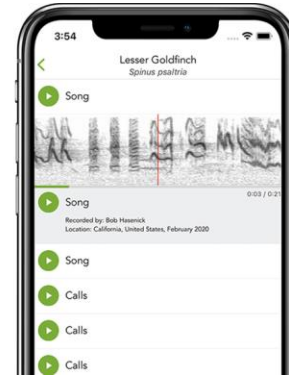 3:54
Lesser Goldfinch
Spinus psaltria
Song
0:03 / 0:21
Song
Recorded by: Bob Hasenick
Location: California, United States, February 2020
Song
Calls
Calls
Calls